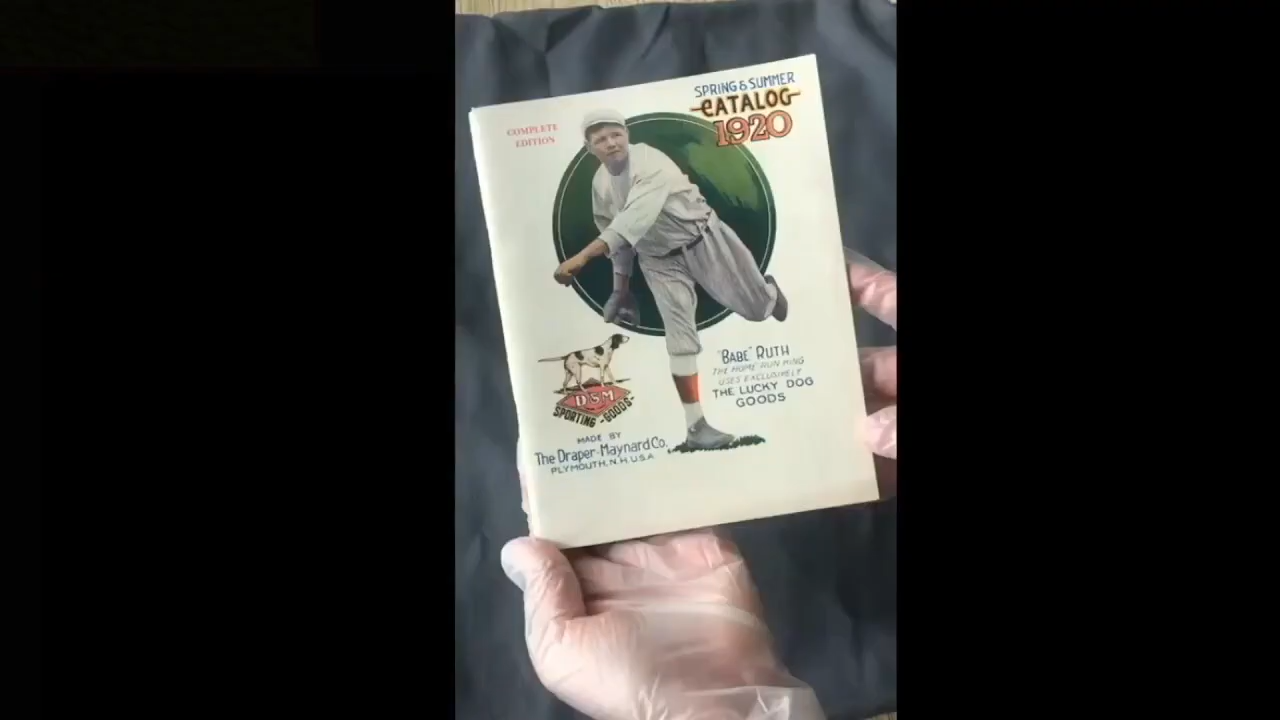 SPRING & SUMMER
CATALOG
1920
COMPLETE
EDITION
"BABE" RUTH
THE HOME RUN KING
USES EXCLUSIVELY
THE LUCKY DOG
GOODS
D&M
SPORTING-GOODS-
MADE BY
The Draper-Maynard Co.
PLYMOUTH, N.H. U.S.A